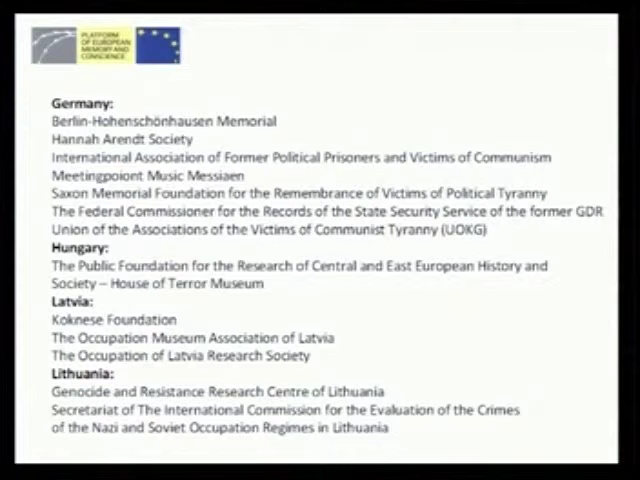 PLATFORM
OF EUROPEAN
MEMORY AND
CONSCIENCE
Germany:
Berlin-Hohenschönhausen Memorial
Hannah Arendt Society
International Association of Former Political Prisoners and Victims of Communism
Meetingpoiont Music Messiaen
Saxon Memorial Foundation for the Remembrance of Victims of Political Tyranny
The Federal Commissioner for the Records of the State Security Service of the former GDR
Union of the Associations of the Victims of Communist Tyranny (UOKG)
Hungary:
The Public Foundation for the Research of Central and East European History and
Society – House of Terror Museum
Latvia:
Koknese Foundation
The Occupation Museum Association of Latvia
The Occupation of Latvia Research Society
Lithuania:
Genocide and Resistance Research Centre of Lithuania
Secretariat of The International Commission for the Evaluation of the Crimes
of the Nazi and Soviet Occupation Regimes in Lithuania